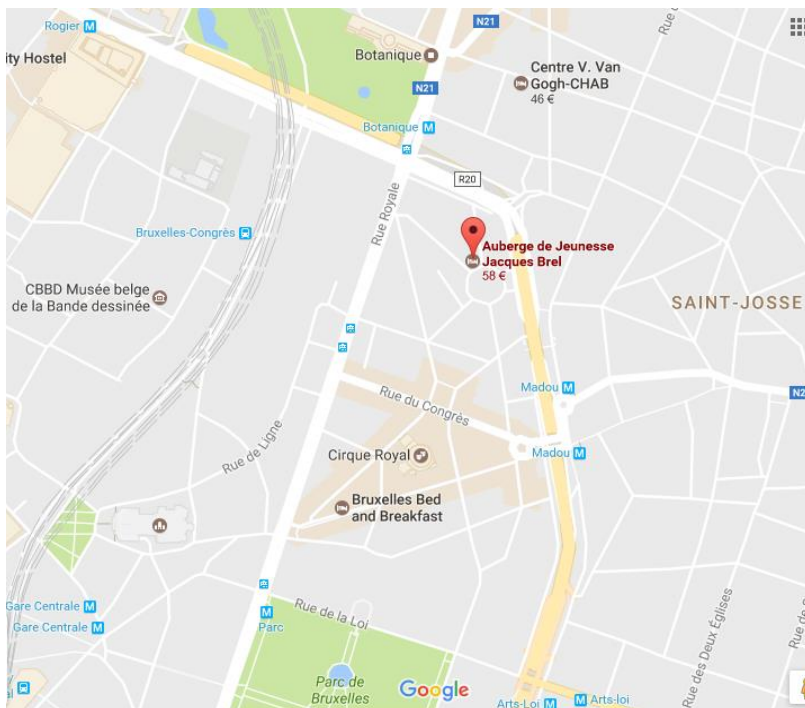 Rogier M
N21
ity Hostel
Botanique
Centre V. Van
Gogh-CHAB
46 €
N21
Botanique M
R20
Rue Royale
Bruxelles-Congrès
Auberge de Jeunesse
Jacques Brel
58 €
CBBD Musée belge
de la Bande dessinée
SAINT-JOSSE
Madou M
N2
Rue du Congrès
Rue de Ligne
Cirque Royal
Madou M
Bruxelles Bed
and Breakfast
Gare Centrale M
Gare Centrale M
M
Parc
Rue de la Loi
Rue des Deux Églises
Parc de
Bruxelles
Google
Arts-Loi M
M Arts-loi